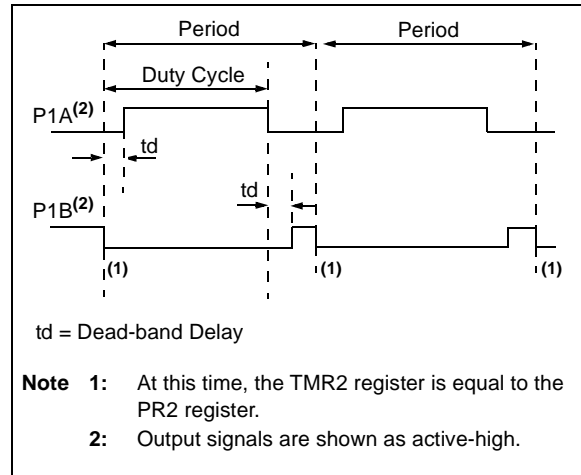 Period Period
Duty Cycle
P1A(2)
td
td
P1B(2)
(1) (1) (1)
td = Dead-band Delay
Note 1: At this time, the TMR2 register is equal to the
PR2 register.
2: Output signals are shown as active-high.